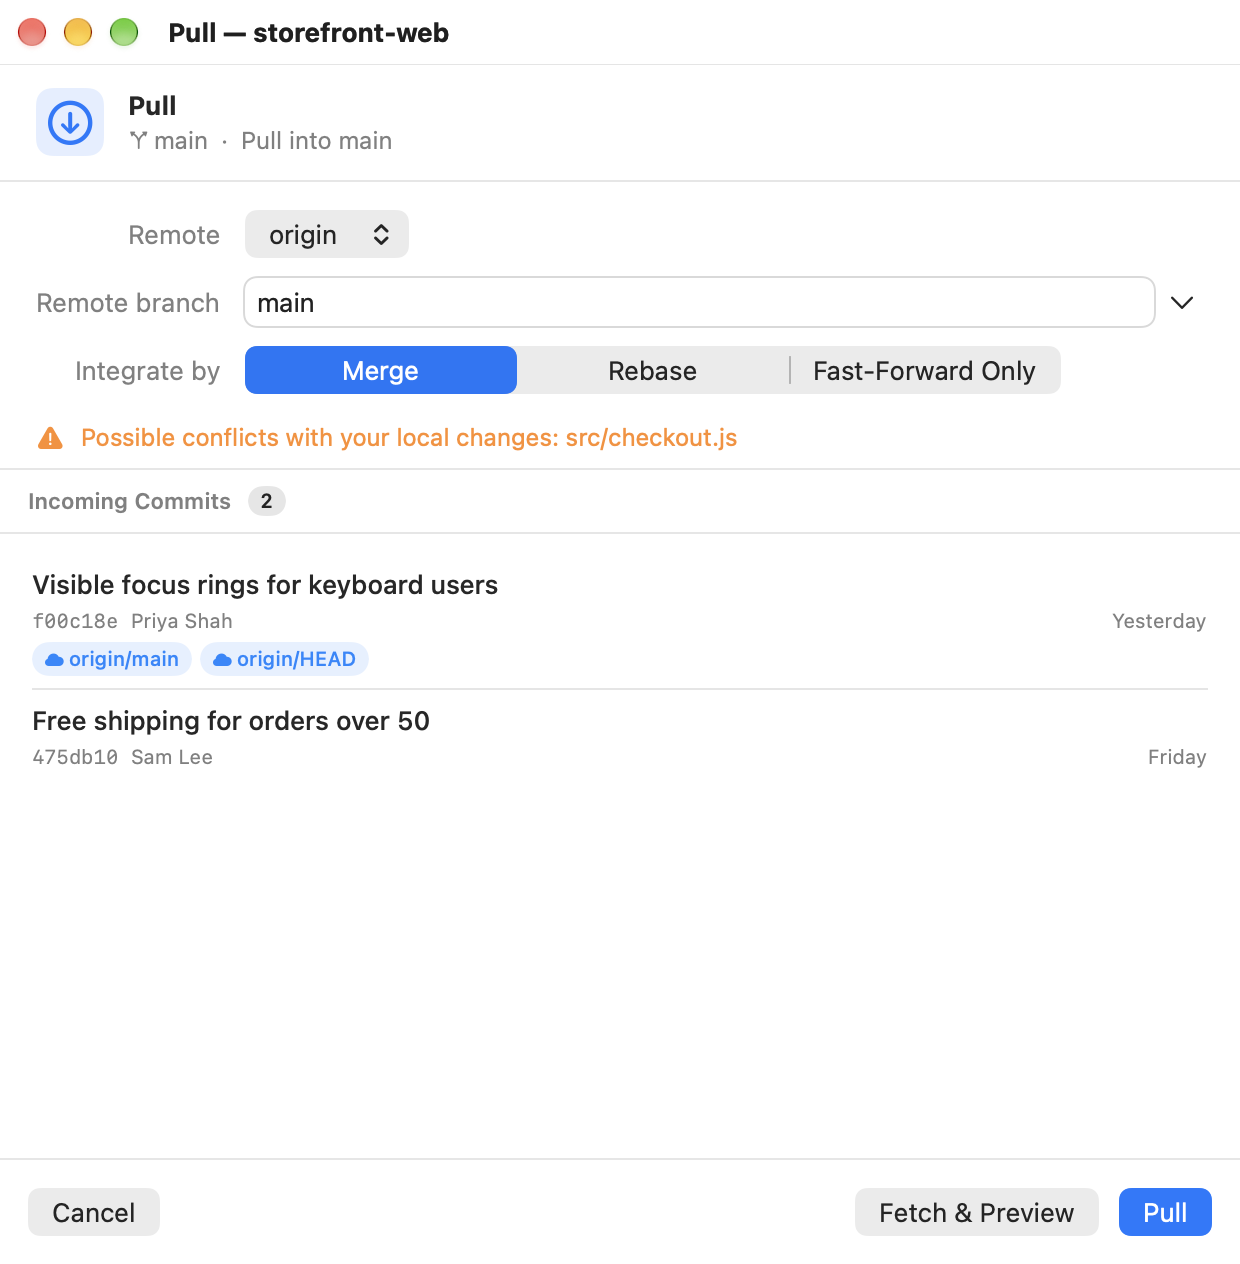 Pull — storefront-web
Pull
main · Pull into main
Remote origin
Remote branch main
Integrate by Merge Rebase Fast-Forward Only
Possible conflicts with your local changes: src/checkout.js
Incoming Commits 2
Visible focus rings for keyboard users
f00c18e Priya Shah Yesterday
origin/main origin/HEAD
Free shipping for orders over 50
475db10 Sam Lee Friday
Cancel Fetch & Preview Pull